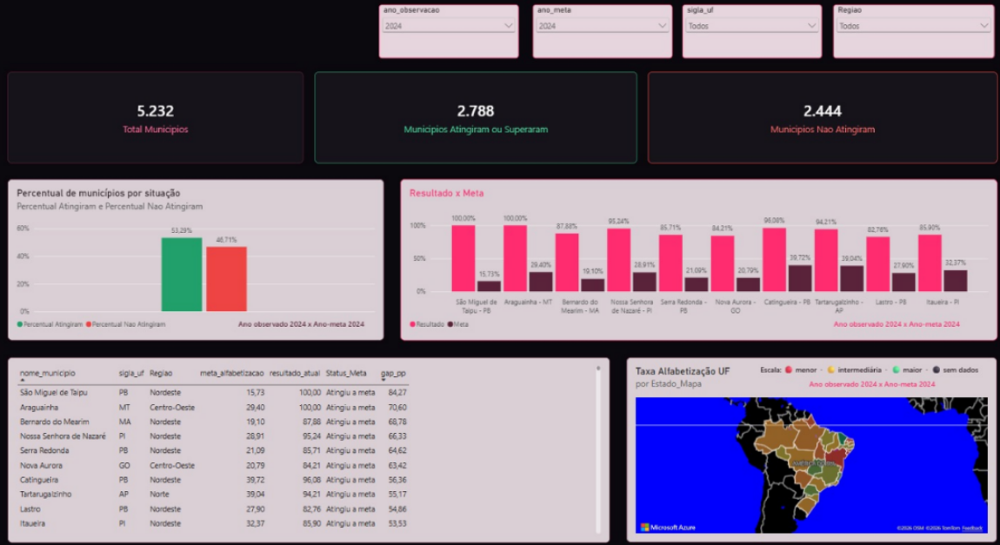 ano_observacao
2024
ano_meta
2024
sigla_uf
Todos
Regiao
Todos
5.232
Total Municipios
2.788
Municipios Atingiram ou Superaram
2.444
Municipios Nao Atingiram
Percentual de municípios por situação
Percentual Atingiram e Percentual Nao Atingiram
60%
40%
20%
0%
53,29%
46,71%
Percentual Atingiram Percentual Nao Atingiram
Ano observado 2024 x Ano-meta 2024
Resultado x Meta
100%
50%
0%
100,00% 15,73%
100,00% 29,40%
87,88% 19,10%
95,24% 28,91%
85,71% 21,09%
84,21% 20,79%
96,08% 39,72%
94,21% 39,04%
82,76% 27,90%
85,90% 32,37%
São Miguel de Taipu - PB
Araguainha - MT
Bernardo do Mearim - MA
Nossa Senhora de Nazaré - PI
Serra Redonda - PB
Nova Aurora - GO
Catingueira - PB
Tartarugalzinho - AP
Lastro - PB
Itaueira - PI
Resultado Meta
Ano observado 2024 x Ano-meta 2024
nome_municipio sigla_uf Regiao meta_alfabetizacao resultado_atual Status_Meta gap_pp
São Miguel de Taipu PB Nordeste 15,73 100,00 Atingiu a meta 84,27
Araguainha MT Centro-Oeste 29,40 100,00 Atingiu a meta 70,60
Bernardo do Mearim MA Nordeste 19,10 87,88 Atingiu a meta 68,78
Nossa Senhora de Nazaré PI Nordeste 28,91 95,24 Atingiu a meta 66,33
Serra Redonda PB Nordeste 21,09 85,71 Atingiu a meta 64,62
Nova Aurora GO Centro-Oeste 20,79 84,21 Atingiu a meta 63,42
Catingueira PB Nordeste 39,72 96,08 Atingiu a meta 56,36
Tartarugalzinho AP Norte 39,04 94,21 Atingiu a meta 55,17
Lastro PB Nordeste 27,90 82,76 Atingiu a meta 54,86
Itaueira PI Nordeste 32,37 85,90 Atingiu a meta 53,53
Taxa Alfabetização UF
por Estado_Mapa
Escala: menor - intermediária - maior - sem dados
Ano observado 2024 x Ano-meta 2024
Microsoft Azure
©2026 OSM ©2026 TomTom Feedback